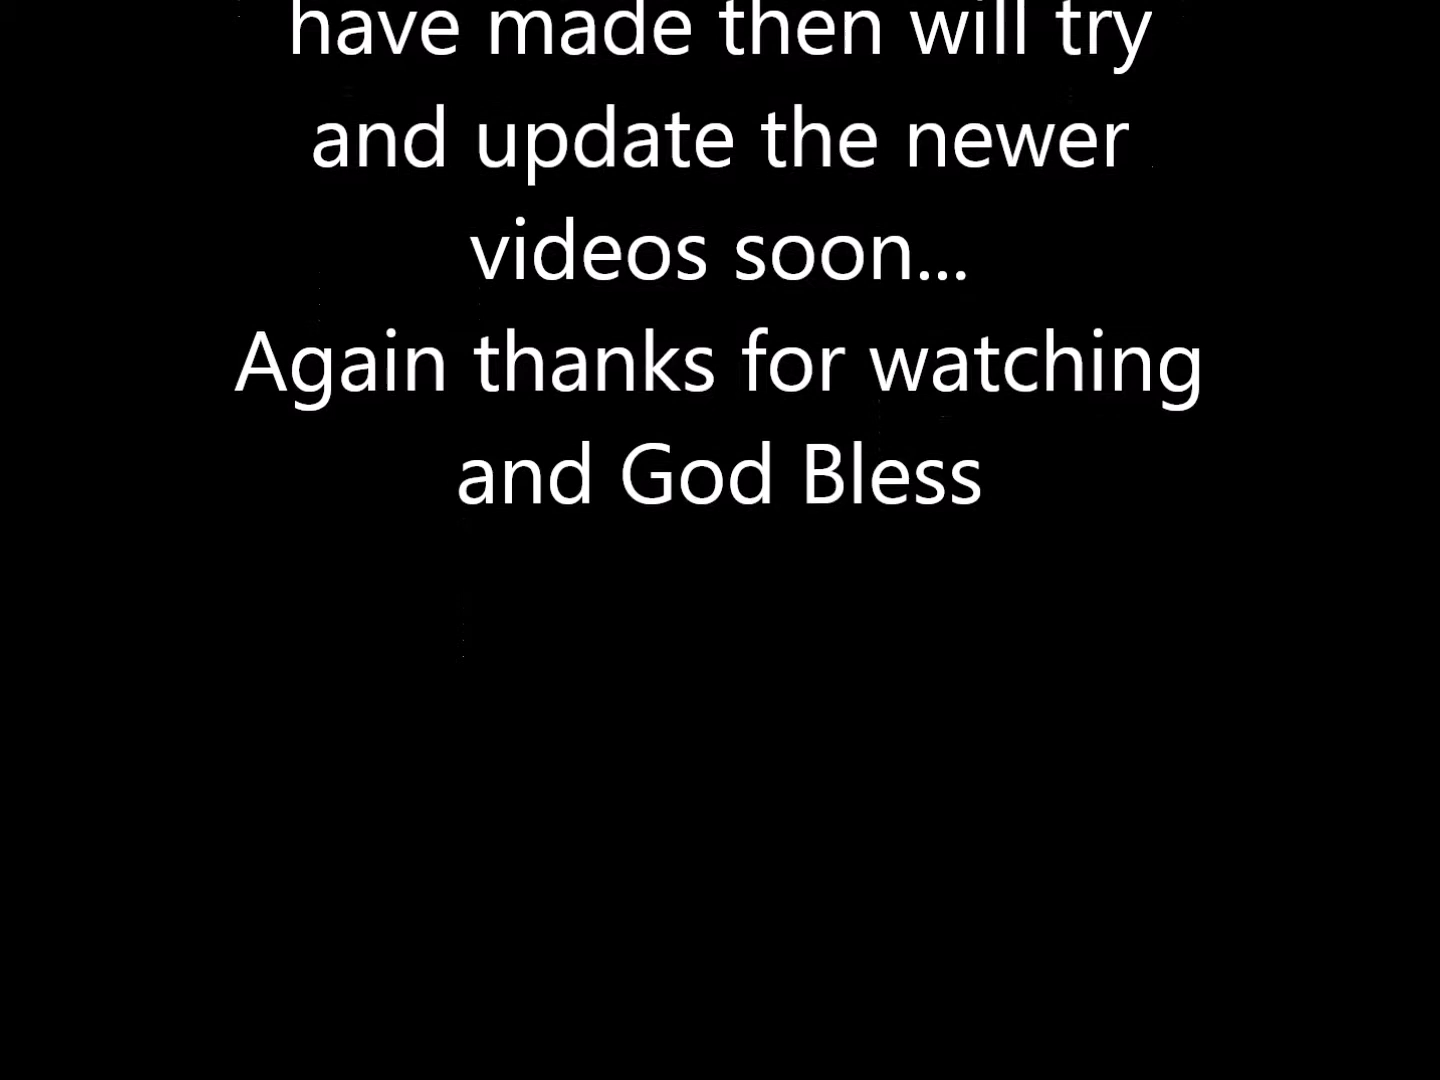 have made then will try
and update the newer
videos soon...
Again thanks for watching
and God Bless